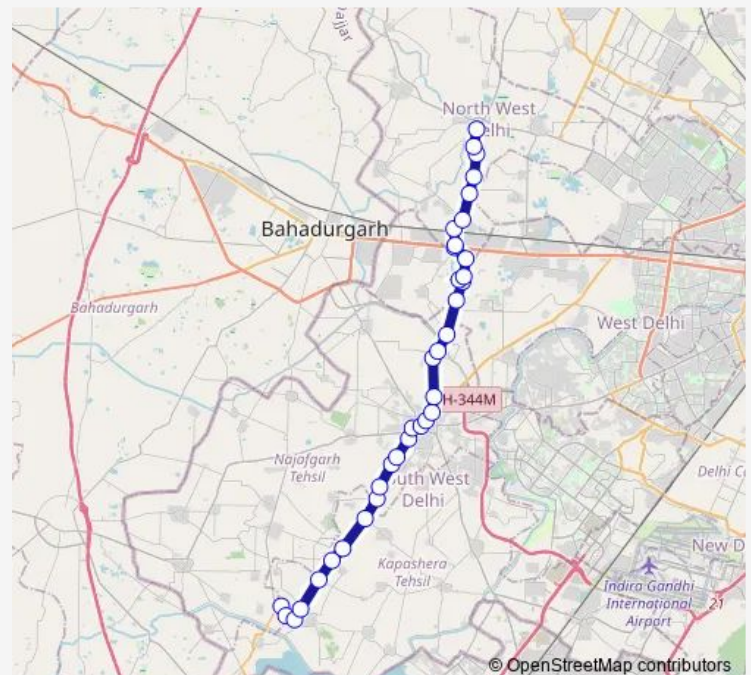 Jajjar
North West
Delhi
Bahadurgarh
Bahadurgarh
West Delhi
H-344M
Najafgarh
Tehsil
South West
Delhi
Delhi C
New D
Kapashera
Tehsil
Indira Gandhi
International
Airport
21
© OpenStreetMap contributors